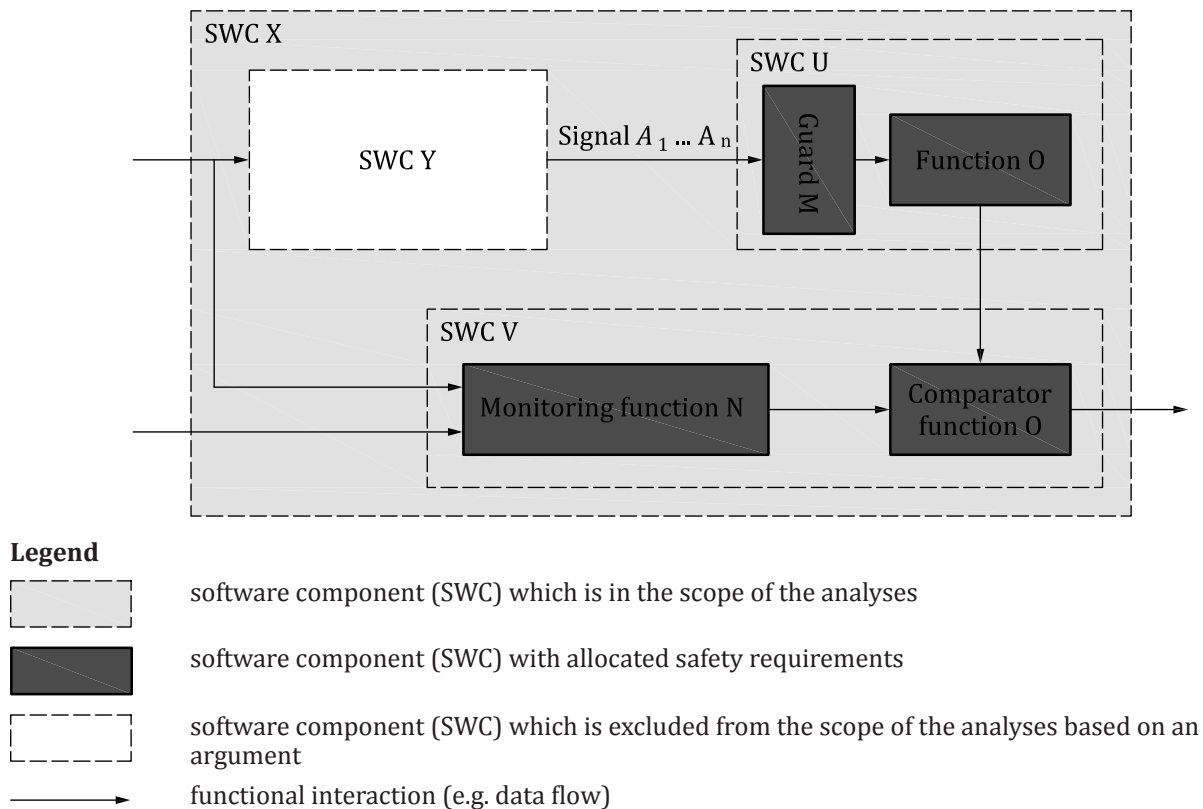 SWC X
SWC U
SWC Y
Signal A 1 ... A n
Guard M
Function O
SWC V
Monitoring function N
Comparator
function O
Legend
software component (SWC) which is in the scope of the analyses
software component (SWC) with allocated safety requirements
software component (SWC) which is excluded from the scope of the analyses based on an
argument
functional interaction (e.g. data flow)